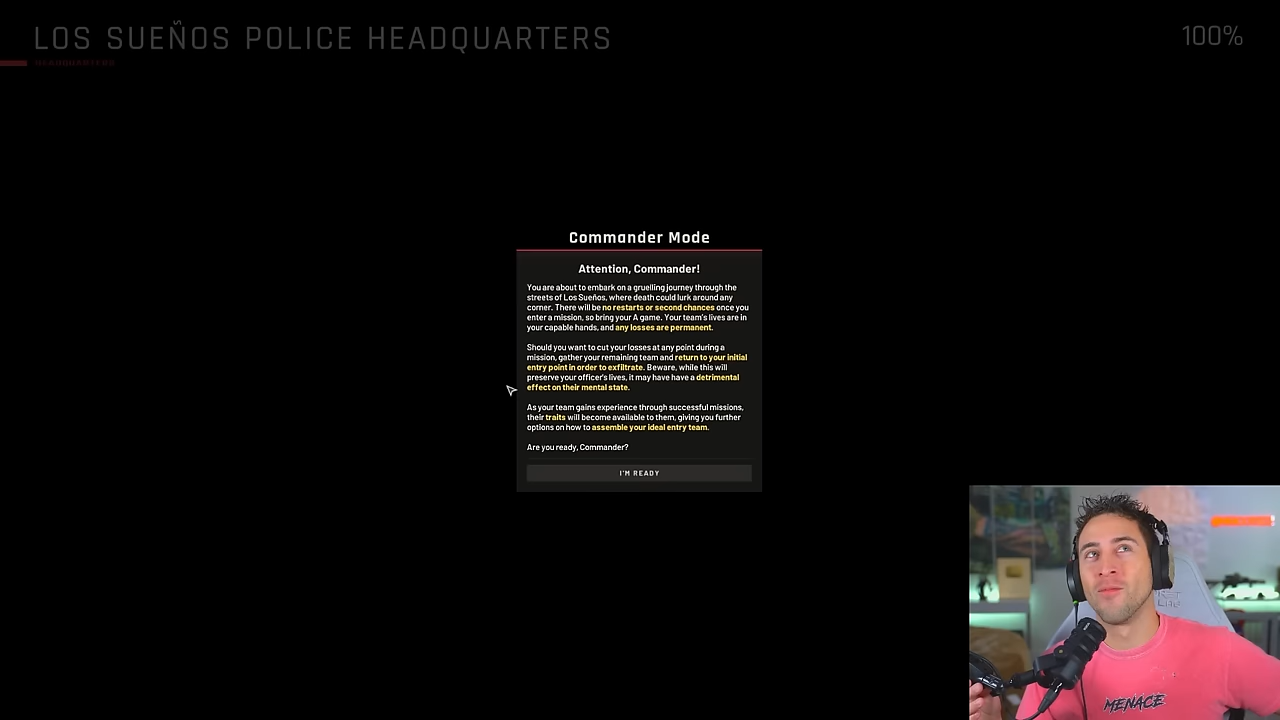 LOS SUEÑOS POLICE HEADQUARTERS
100%
HEADQUARTERS
Commander Mode
Attention, Commander!
You are about to embark on a gruelling journey through the
streets of Los Sueños, where death could lurk around any
corner. There will be no restarts or second chances once you
enter a mission, so bring your A game. Your team's lives are in
your capable hands, and any losses are permanent.
Should you want to cut your losses at any point during a
mission, gather your remaining team and return to your initial
entry point in order to exfiltrate. Beware, while this will
preserve your officer's lives, it may have have a detrimental
effect on their mental state.
As your team gains experience through successful missions,
their traits will become available to them, giving you further
options on how to assemble your ideal entry team.
Are you ready, Commander?
I'M READY
MENACE